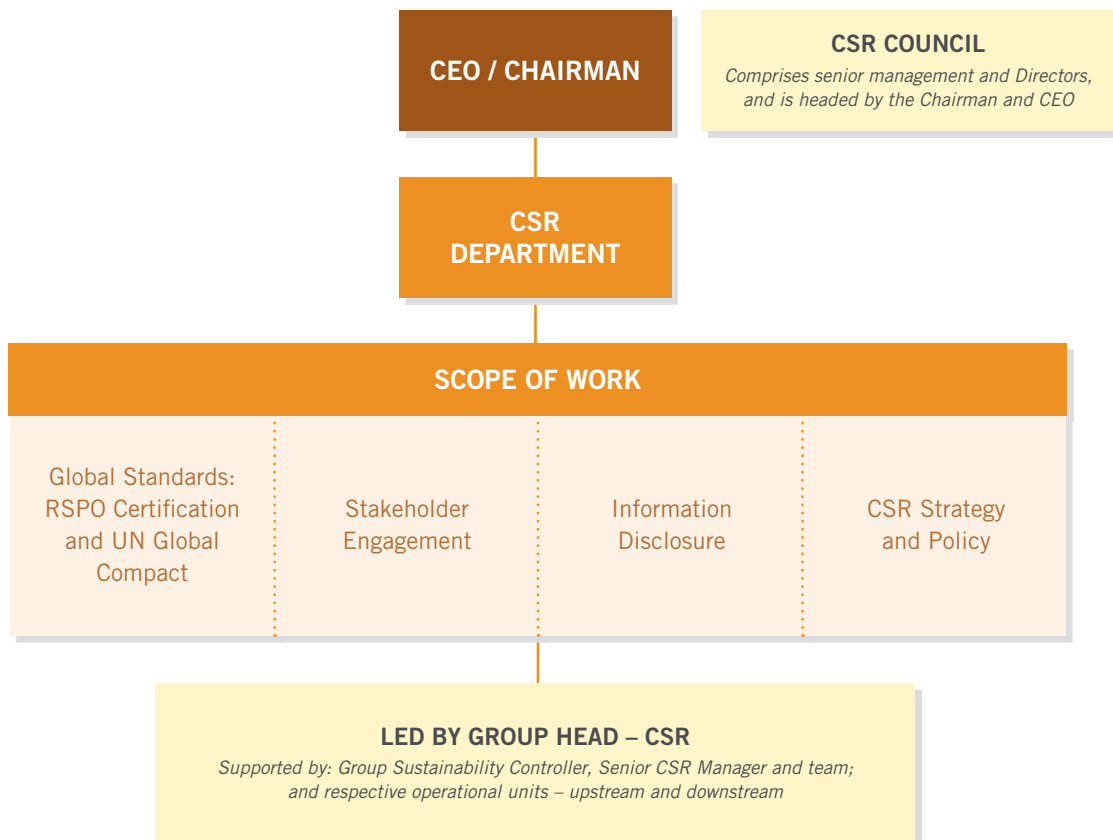 CEO / CHAIRMAN
CSR COUNCIL
Comprises senior management and Directors,
and is headed by the Chairman and CEO
CSR
DEPARTMENT
SCOPE OF WORK
Global Standards:
RSPO Certification
and UN Global
Compact
Stakeholder
Engagement
Information
Disclosure
CSR Strategy
and Policy
LED BY GROUP HEAD – CSR
Supported by: Group Sustainability Controller, Senior CSR Manager and team;
and respective operational units – upstream and downstream